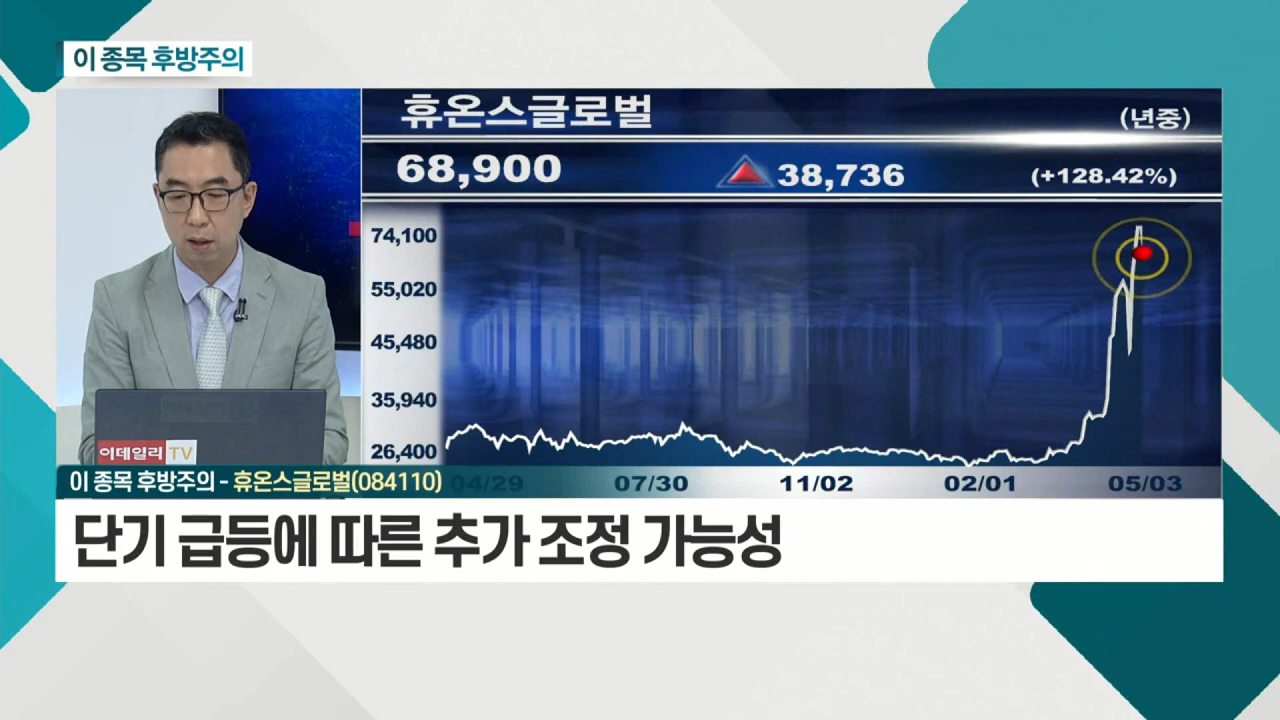 이 종목 후방주의
휴온스글로벌
(년중)
68,900
38,736
(+128.42%)
74,100
55,020
45,480
35,940
26,400
04/29
07/30
11/02
02/01
05/03
이데일리 TV
이 종목 후방주의 - 휴온스글로벌(084110)
단기 급등에 따른 추가 조정 가능성